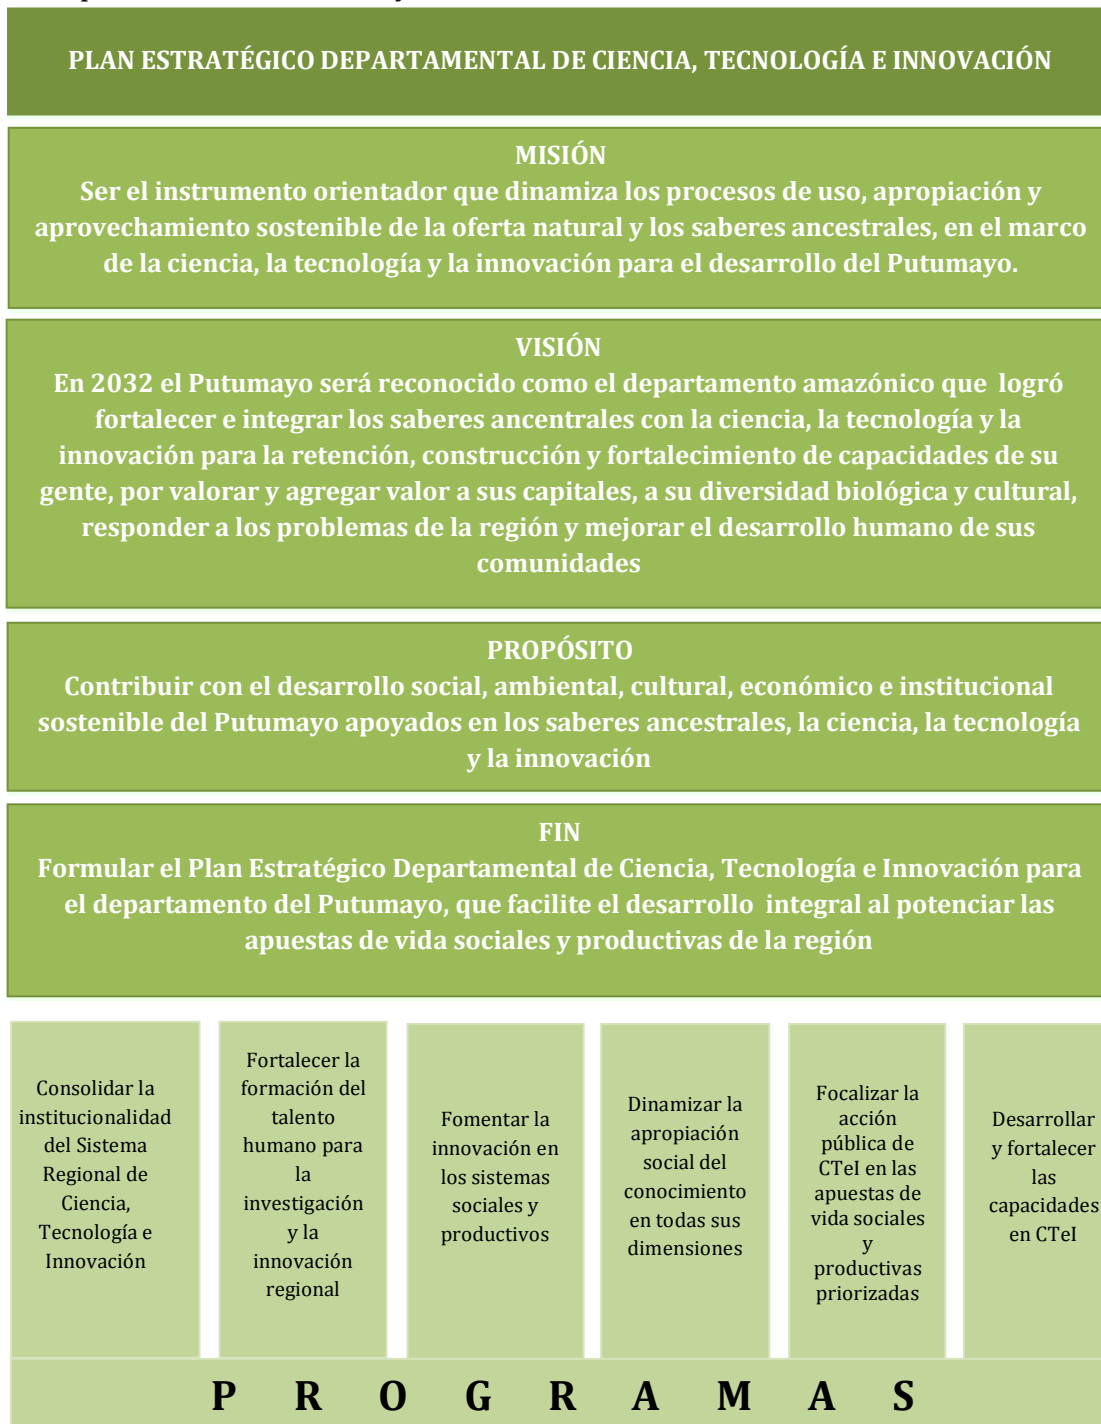 PLAN ESTRATÉGICO DEPARTAMENTAL DE CIENCIA, TECNOLOGÍA E INNOVACIÓN
MISIÓN
Ser el instrumento orientador que dinamiza los procesos de uso, apropiación y
aprovechamiento sostenible de la oferta natural y los saberes ancestrales, en el marco
de la ciencia, la tecnología y la innovación para el desarrollo del Putumayo.
VISIÓN
En 2032 el Putumayo será reconocido como el departamento amazónico que logró
fortalecer e integrar los saberes ancentrales con la ciencia, la tecnología y la
innovación para la retención, construcción y fortalecimiento de capacidades de su
gente, por valorar y agregar valor a sus capitales, a su diversidad biológica y cultural,
responder a los problemas de la región y mejorar el desarrollo humano de sus
comunidades
PROPÓSITO
Contribuir con el desarrollo social, ambiental, cultural, económico e institucional
sostenible del Putumayo apoyados en los saberes ancestrales, la ciencia, la tecnología
y la innovación
FIN
Formular el Plan Estratégico Departamental de Ciencia, Tecnología e Innovación para
el departamento del Putumayo, que facilite el desarrollo integral al potenciar las
apuestas de vida sociales y productivas de la región
Consolidar la
institucionalidad
del Sistema
Regional de
Ciencia,
Tecnología e
Innovación
Fortalecer la
formación del
talento
humano para
la
investigación
y la
innovación
regional
Fomentar la
innovación en
los sistemas
sociales y
productivos
Dinamizar la
apropiación
social del
conocimiento
en todas sus
dimensiones
Focalizar la
acción
pública de
CTeI en las
apuestas de
vida sociales
y
productivas
priorizadas
Desarrollar
y fortalecer
las
capacidades
en CTeI
P R O G R A M A S